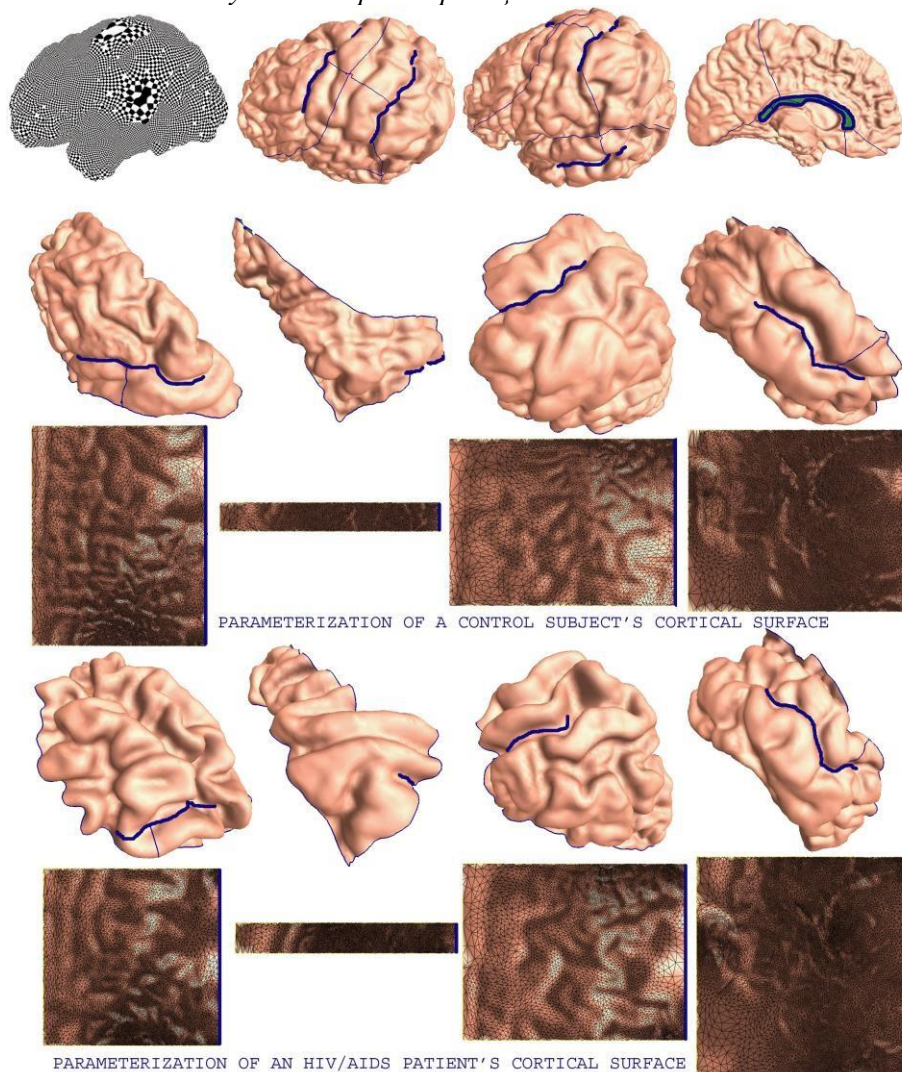 PARAMETERIZATION OF A CONTROL SUBJECT'S CORTICAL SURFACE
PARAMETERIZATION OF AN HIV/AIDS PATIENT'S CORTICAL SURFACE